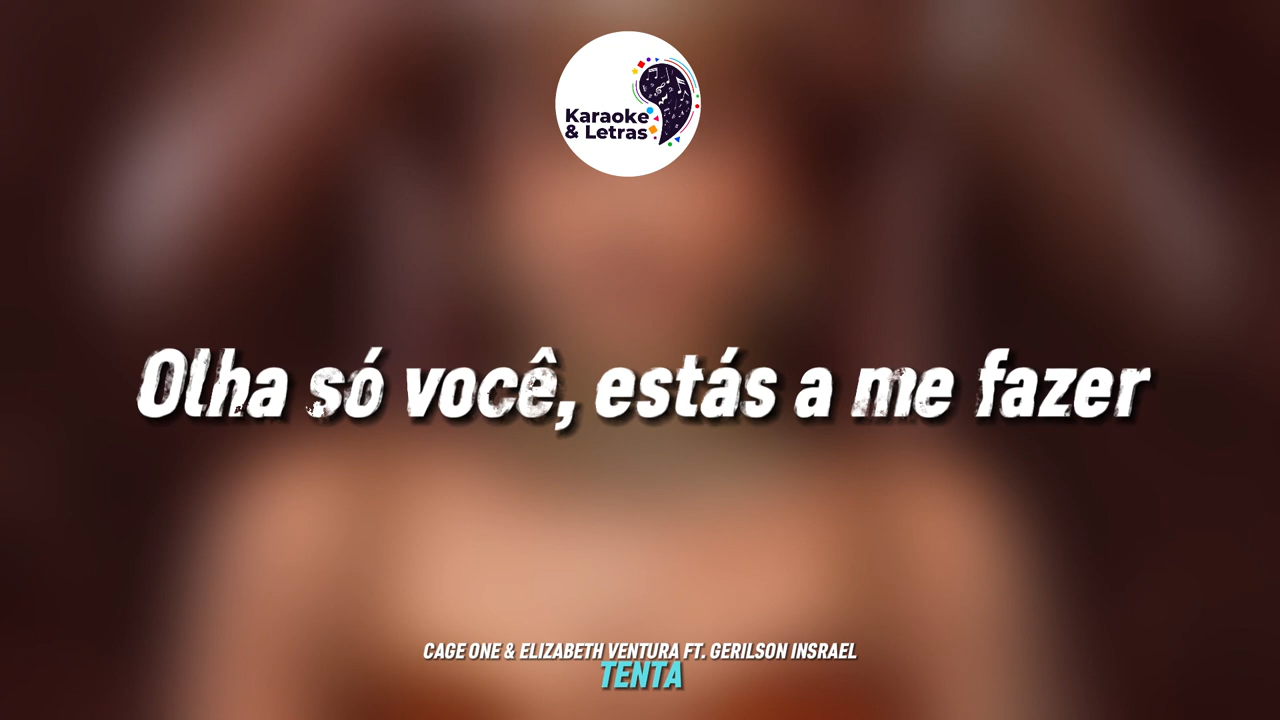 Karaoke
& Letras
Olha só você, estás a me fazer
CAGE ONE & ELIZABETH VENTURA FT. GERILSON INSRAEL
TENTA